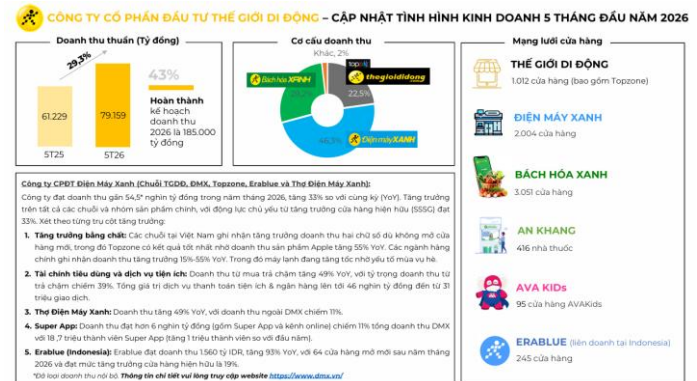 CÔNG TY CỔ PHẦN ĐẦU TƯ THẾ GIỚI DI ĐỘNG – CẬP NHẬT TÌNH HÌNH KINH DOANH 5 THÁNG ĐẦU NĂM 2026
Doanh thu thuần (Tỷ đồng)
29.3%
61.229
79.159
5T25
5T26
43%
Hoàn thành
kế hoạch
doanh thu
2026 là 185.000
tỷ đồng
Cơ cấu doanh thu
Khác, 2%
topzone
thegioididong
Bách hóa XANH
22,5%
Điện máy XANH
Mạng lưới cửa hàng
THẾ GIỚI DI ĐỘNG
1.012 cửa hàng (bao gồm Topzone)
ĐIỆN MÁY XANH
2.004 cửa hàng
BÁCH HÓA XANH
3.051 cửa hàng
AN KHANG
416 nhà thuốc
AVA KIDs
95 cửa hàng AVAKids
ERABLUE (liên doanh tại Indonesia)
245 cửa hàng
Công ty CPĐT Điện Máy Xanh (Chuỗi TGDĐ, ĐMX, Topzone, Erablue và Thợ Điện Máy Xanh):
Công ty đạt doanh thu gần 54,5* nghìn tỷ đồng trong năm tháng 2026, tăng 33% so với cùng kỳ (YoY). Tăng trưởng
trên tất cả các chuỗi và nhóm sản phẩm chính, với động lực chủ yếu từ tăng trưởng cửa hàng hiện hữu (SSSG) đạt
33%. Xét theo từng trụ cột tăng trưởng:
1. Tăng trưởng bằng chất: Các chuỗi tại Việt Nam ghi nhận tăng trưởng doanh thu hai chữ số dù không mở cửa
hàng mới, trong đó Topzone có kết quả tốt nhất nhờ doanh thu sản phẩm Apple tăng 55% YoY. Các ngành hàng
chính ghi nhận doanh thu tăng trưởng 15%-55% YoY. Trong đó máy lạnh đang tăng tốc nhờ yếu tố mùa vụ hè.
2. Tài chính tiêu dùng và dịch vụ tiện ích: Doanh thu từ mua trả chậm tăng 49% YoY, với tỷ trọng doanh thu từ
trả chậm chiếm 39%. Tổng giá trị dịch vụ thanh toán tiện ích & ngân hàng lên tới 46 nghìn tỷ đồng đến từ 31
triệu giao dịch.
3. Thợ Điện Máy Xanh: Doanh thu tăng 49% YoY, với doanh thu ngoài DMX chiếm 11%.
4. Super App: Doanh thu đạt hơn 6 nghìn tỷ đồng (gồm Super App và kênh online) chiếm 11% tổng doanh thu DMX
với 18 ,7 triệu thành viên Super App (tăng 1 triệu thành viên so với đầu năm).
5. Erablue (Indonesia): Erablue đạt doanh thu 1.560 tỷ IDR, tăng 93% YoY, với 64 cửa hàng mở mới sau năm tháng
2026 và đạt mức tăng trưởng cửa hàng hiện hữu là 19%.
*Đã loại doanh thu nội bộ. Thông tin chi tiết vui lòng truy cập website https://www.dmx.vn/